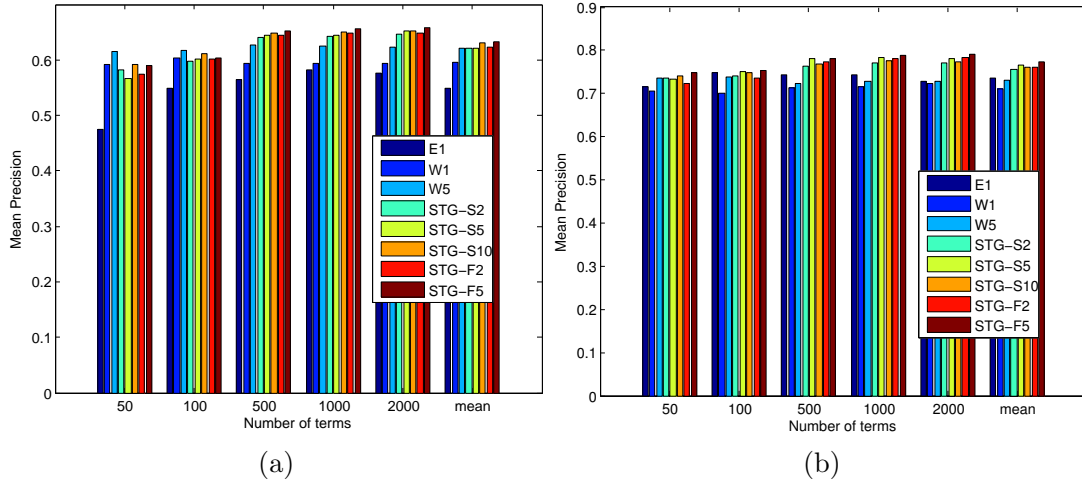 0.6
0.5
0.4
0.3
0.2
0.1
0
Mean Precision
50 100 500 1000 2000 mean
Number of terms
E1
W1
W5
STG-S2
STG-S5
STG-S10
STG-F2
STG-F5
(a)
0.9
0.8
0.7
0.6
0.5
0.4
0.3
0.2
0.1
0
Mean Precision
50 100 500 1000 2000 mean
Number of terms
E1
W1
W5
STG-S2
STG-S5
STG-S10
STG-F2
STG-F5
(b)